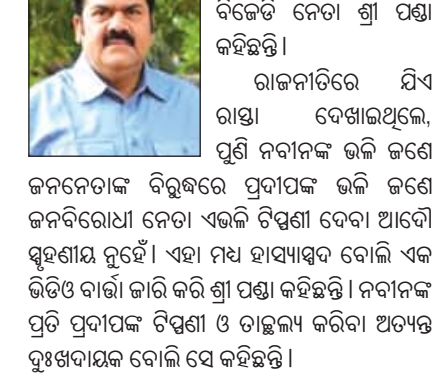 ବିଜେଡି ନେତା ଶ୍ରୀ ପଣ୍ଡା
କହିଛନ୍ତି।
ରାଜନୀତିରେ ଯିଏ
ରାସ୍ତା ଦେଖାଇଥିଲେ,
ପୁଣି ନବୀନଙ୍କ ଭଳି ଜଣେ
ଜନନେତାଙ୍କ ବିରୁଦ୍ଧରେ ପ୍ରଦୀପଙ୍କ ଭଳି ଜଣେ
ଜନବିରୋଧୀ ନେତା ଏଭଳି ଟିପ୍ପଣୀ ଦେବା ଆଦୌ
ସ୍ପୃହଣୀୟ ନୁହେଁ। ଏହା ମଧ୍ୟ ହାସ୍ୟାସ୍ପଦ ବୋଲି ଏକ
ଭିଡିଓ ବାର୍ତ୍ତା ଜାରି କରି ଶ୍ରୀ ପଣ୍ଡା କହିଛନ୍ତି। ନବୀନଙ୍କ
ପ୍ରତି ପ୍ରଦୀପଙ୍କ ଟିପ୍ପଣୀ ଓ ତାଚ୍ଛଲ୍ୟ କରିବା ଅତ୍ୟନ୍ତ
ଦୁଃଖଦାୟକ ବୋଲି ସେ କହିଛନ୍ତି।